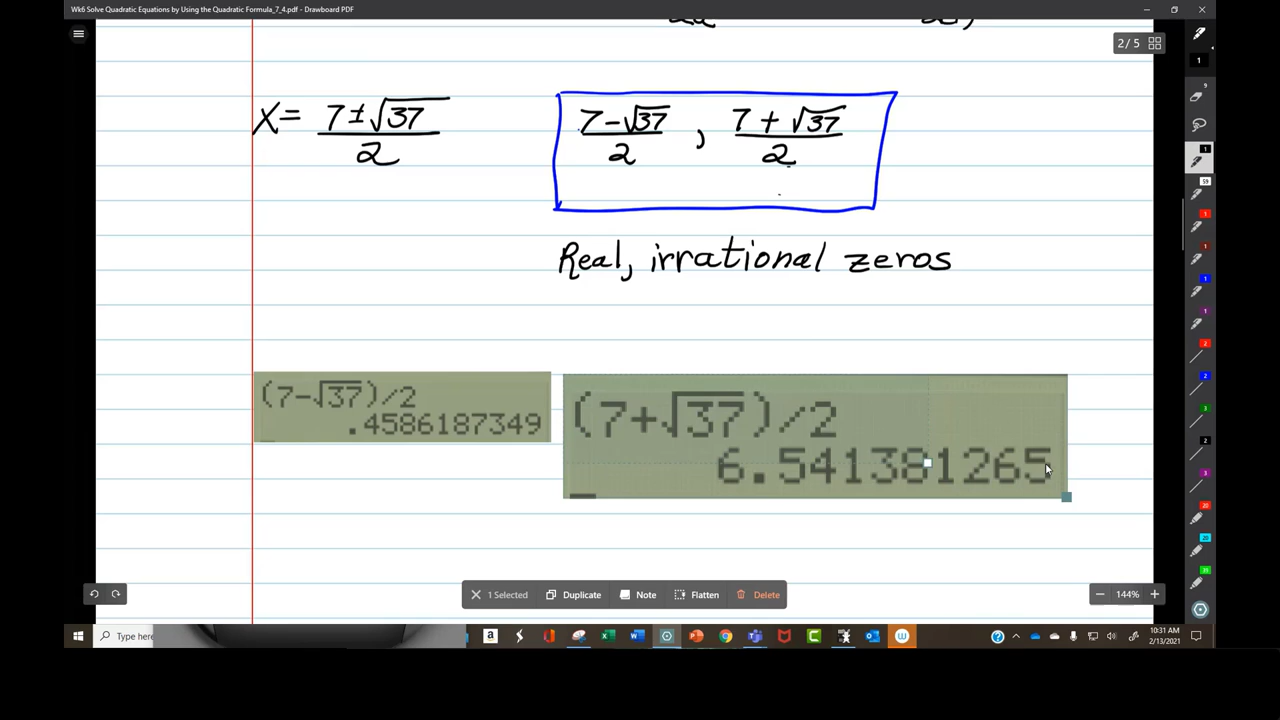 Wk6 Solve Quadratic Equations by Using the Quadratic Formula_7_4.pdf - Drawboard PDF
2 / 5
X = 7±√37 / 2
7-√37 / 2 , 7+√37 / 2
Real, irrational zeros
(7-√37)/2
.4586187349
(7+√37)/2
6.541381265
1 Selected Duplicate Note Flatten Delete
144%
Type here
10:31 AM
2/13/2021